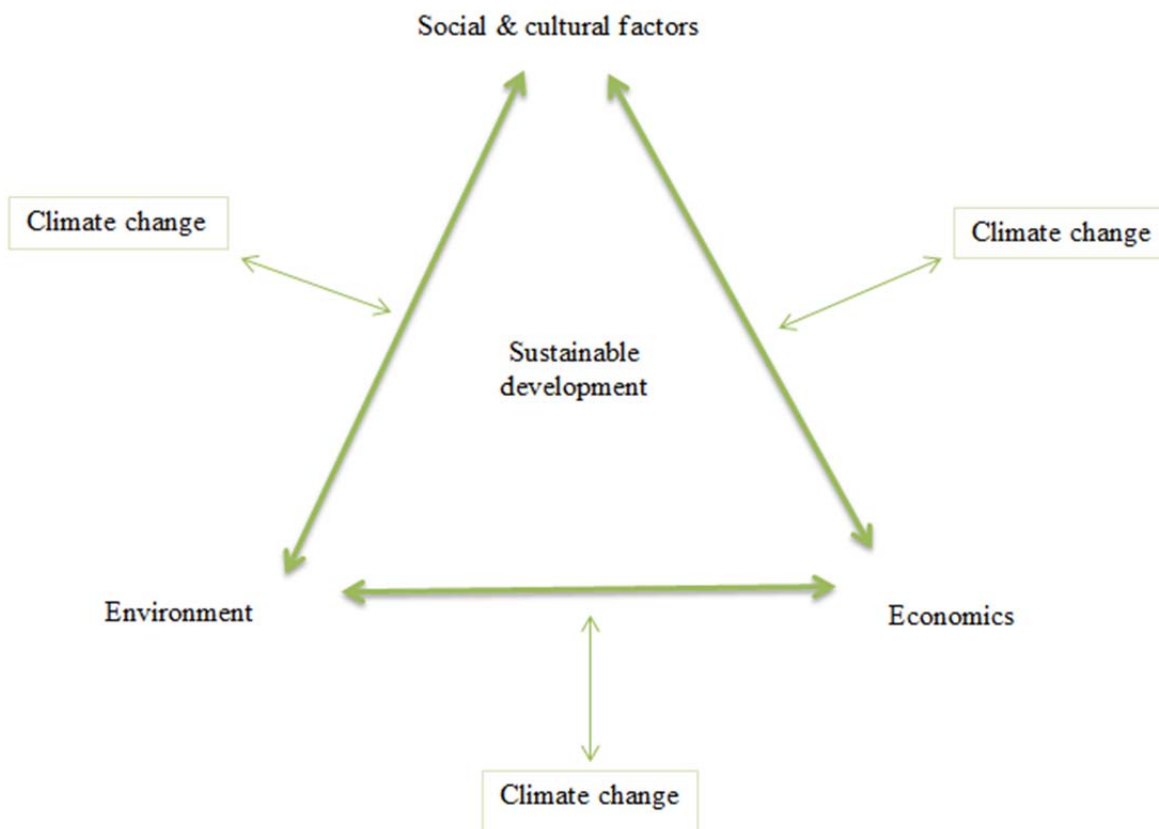 Social & cultural factors
Climate change
Climate change
Sustainable
development
Environment
Economics
Climate change